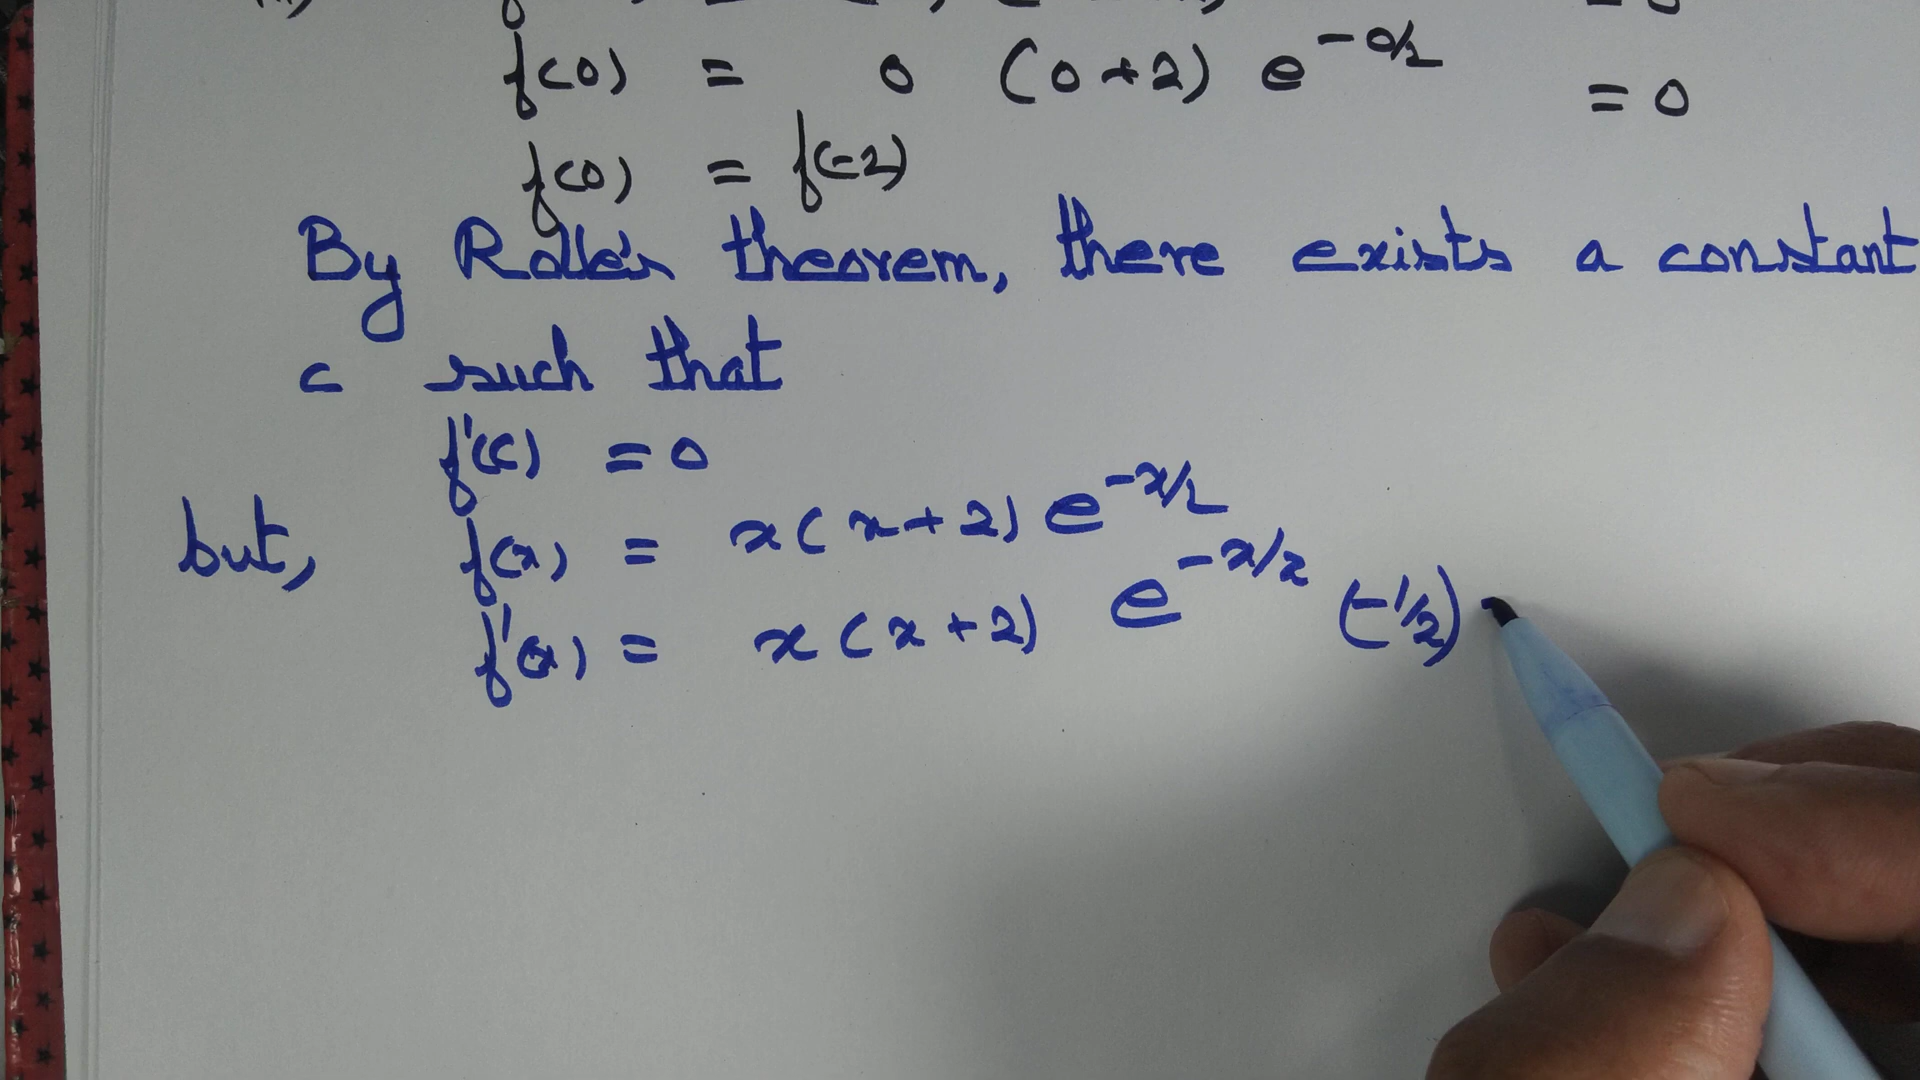 f(0) = 0 (0+2) e^{-0/2} = 0
f(0) = f(-2)
By Rolle's theorem, there exists a constant
c such that
f'(c) = 0
but, f(x) = x(x+2) e^{-x/2}
f'(x) = x(x+2) e^{-x/2} (-1/2)